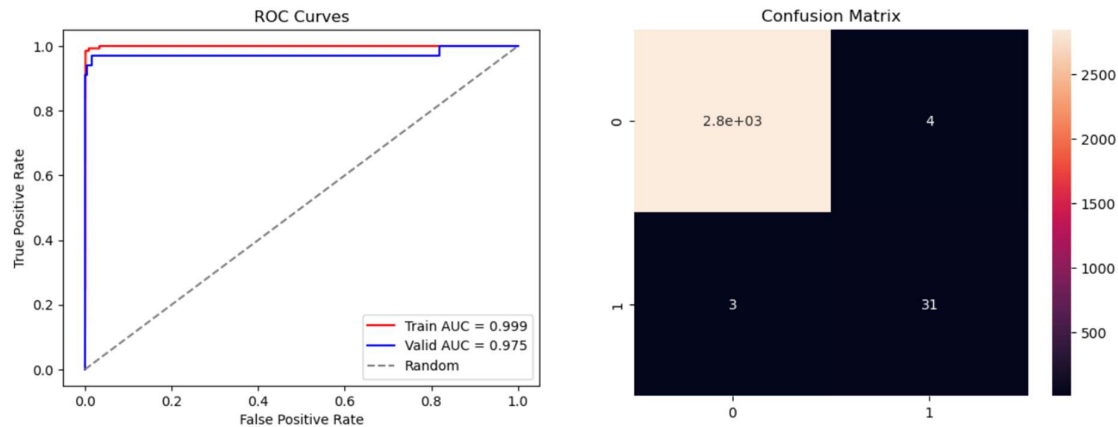 ROC Curves
1.0
0.8
0.6
0.4
0.2
0.0
True Positive Rate
Train AUC = 0.999
Valid AUC = 0.975
Random
0.0 0.2 0.4 0.6 0.8 1.0
False Positive Rate
Confusion Matrix
0
1
2.8e+03 4
3 31
0 1
2500
2000
1500
1000
500